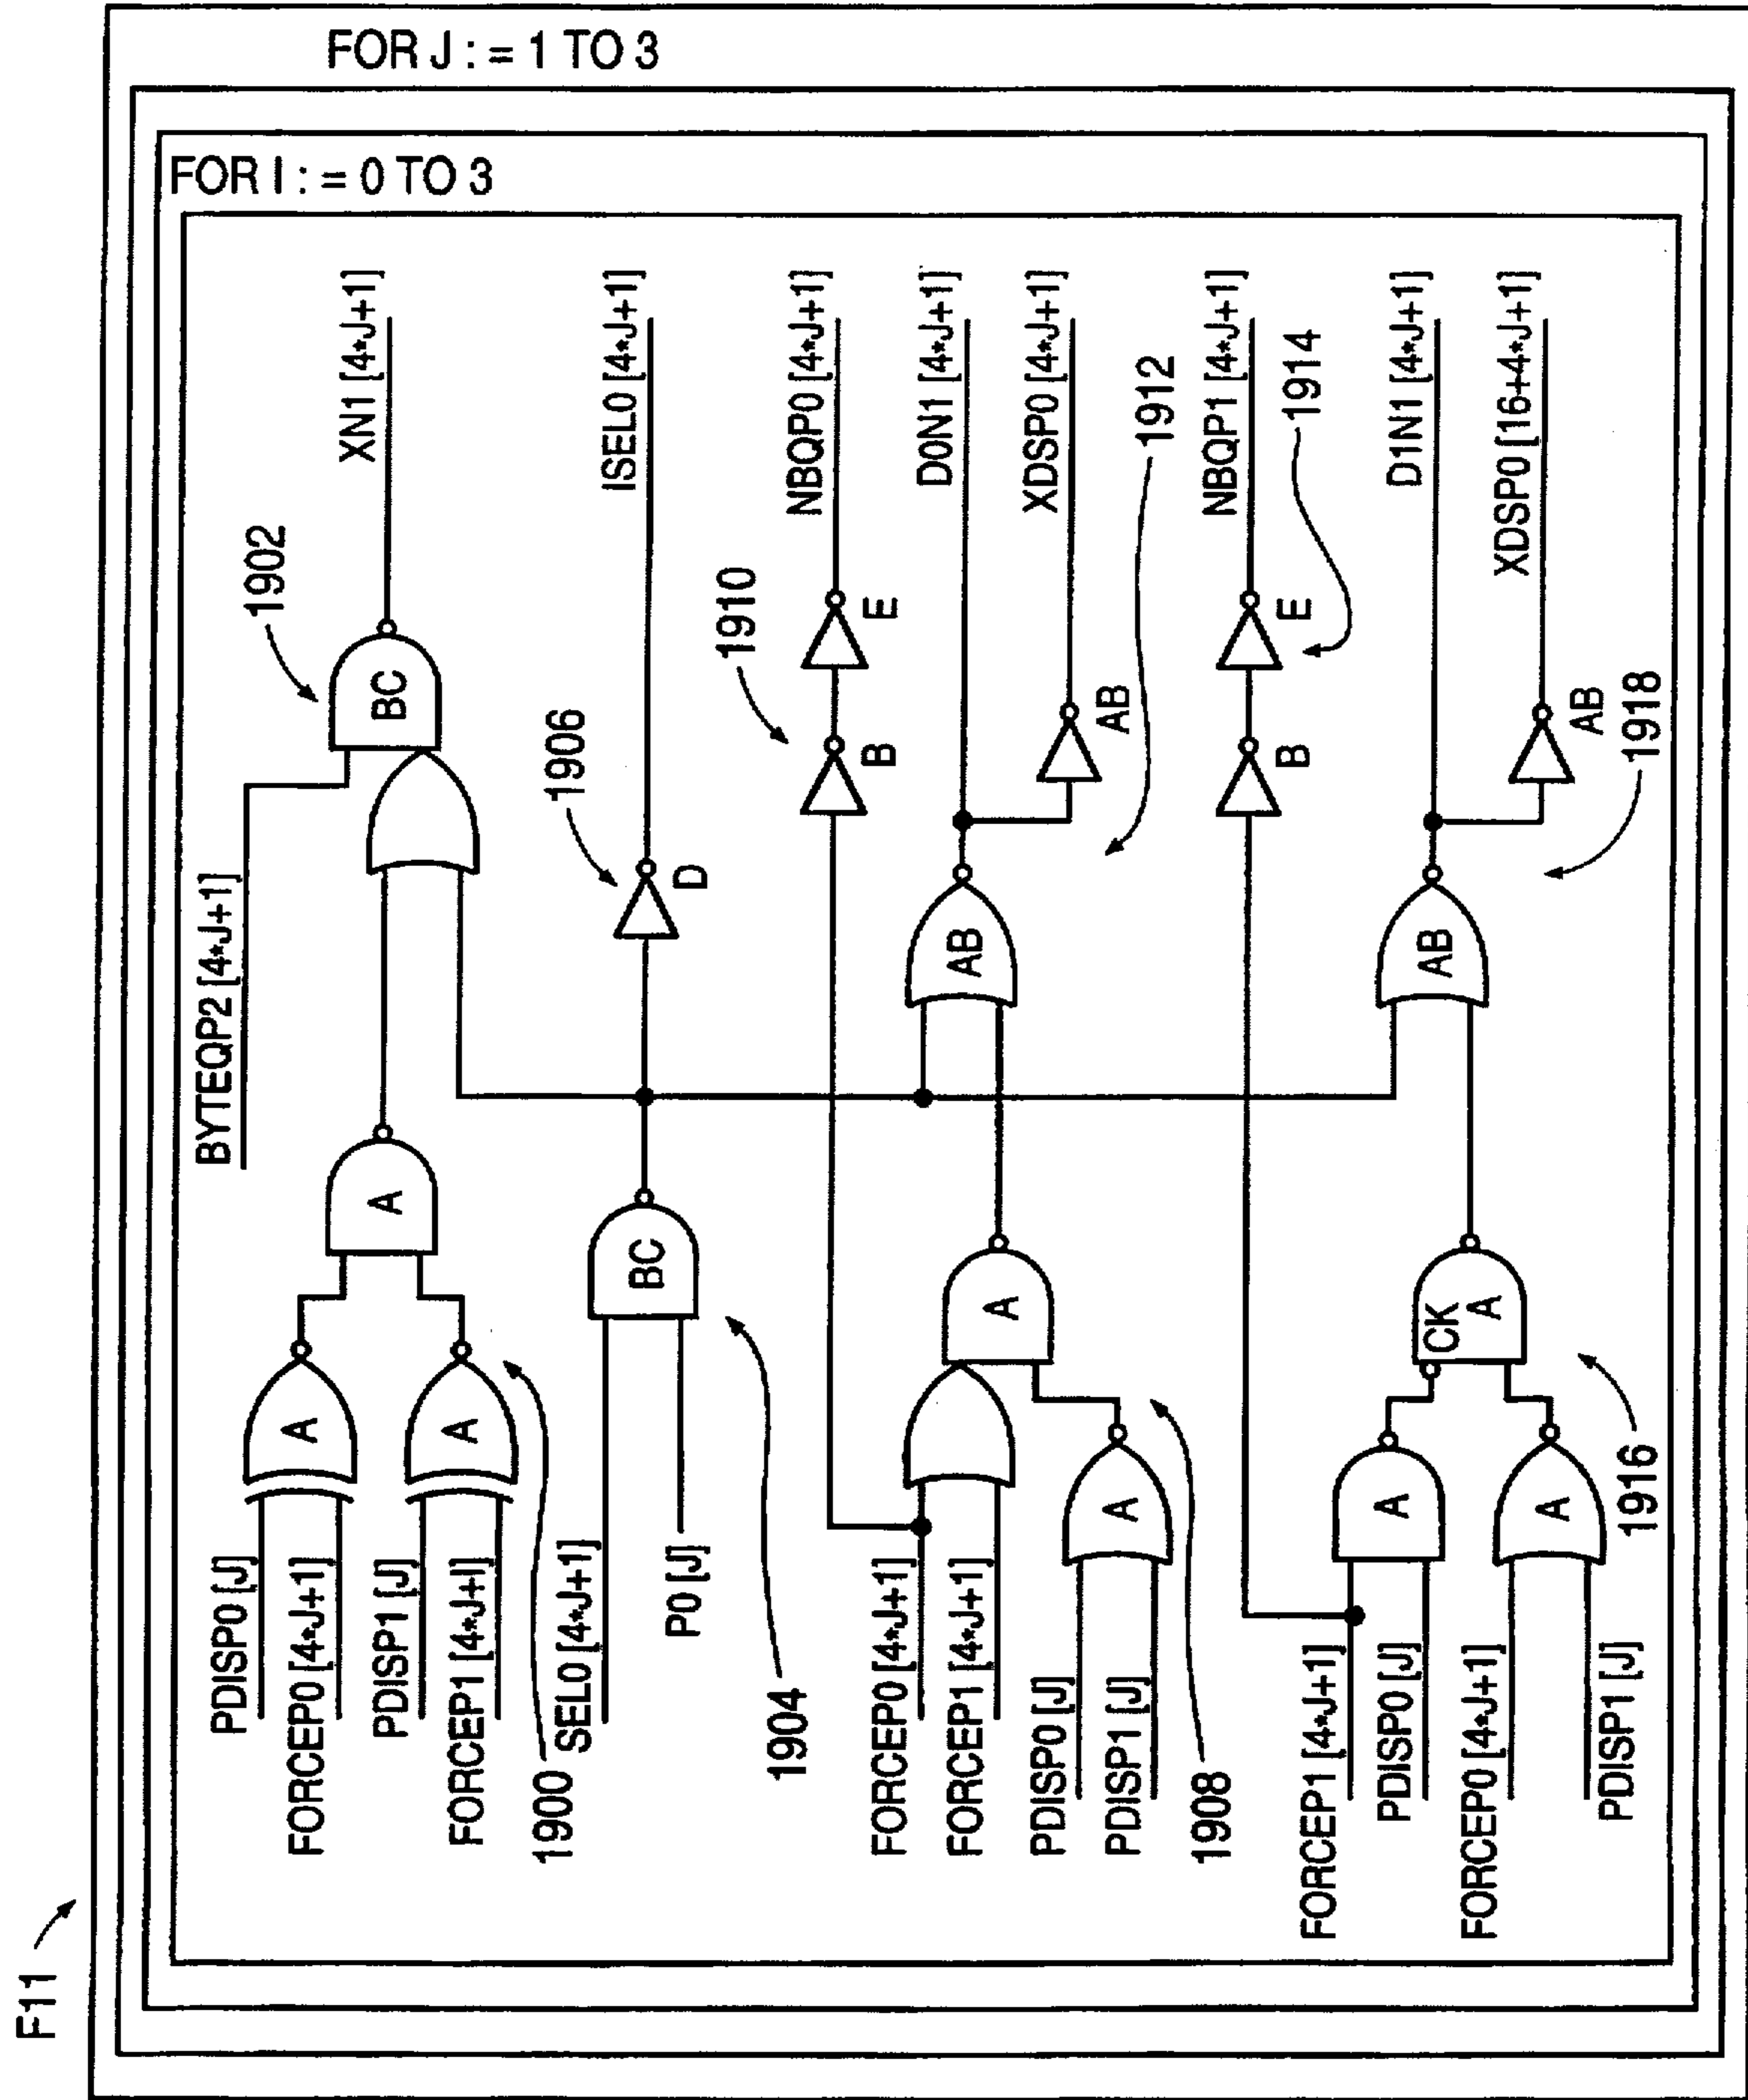 F11
FOR J : = 1 TO 3
FOR I : = 0 TO 3
BYTEQP2 [4*J+1]
1902
BC
XN1 [4*J+1]
PDISP0 [J]
FORCEP0 [4*J+1]
A
A
PDISP1 [J]
FORCEP1 [4*J+I]
A
1900
SEL0 [4*J+1]
P0 [J]
BC
1904
1906
D
ISEL0 [4*J+1]
1910
B
E
NBQP0 [4*J+1]
FORCEP0 [4*J+1]
FORCEP1 [4*J+1]
A
AB
D0N1 [4*J+1]
PDISP0 [J]
PDISP1 [J]
A
1908
AB
XDSP0 [4*J+1]
1912
B
E
NBQP1 [4*J+1]
1914
FORCEP1 [4*J+1]
PDISP0 [J]
A
CK
A
AB
D1N1 [4*J+1]
FORCEP0 [4*J+1]
PDISP1 [J]
A
1916
AB
XDSP0 [16+4*J+1]
1918